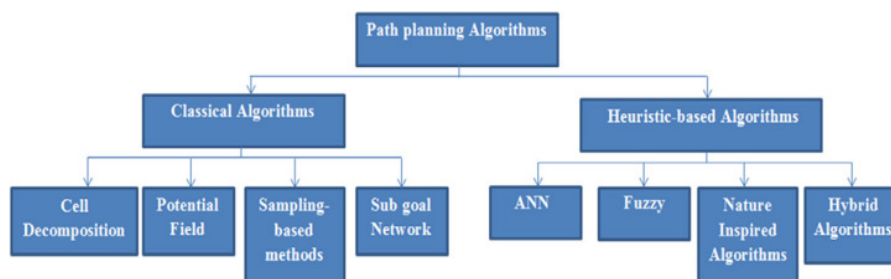 Path planning Algorithms
Classical Algorithms
Heuristic-based Algorithms
Cell
Decomposition
Potential
Field
Sampling-
based
methods
Sub goal
Network
ANN
Fuzzy
Nature
Inspired
Algorithms
Hybrid
Algorithms